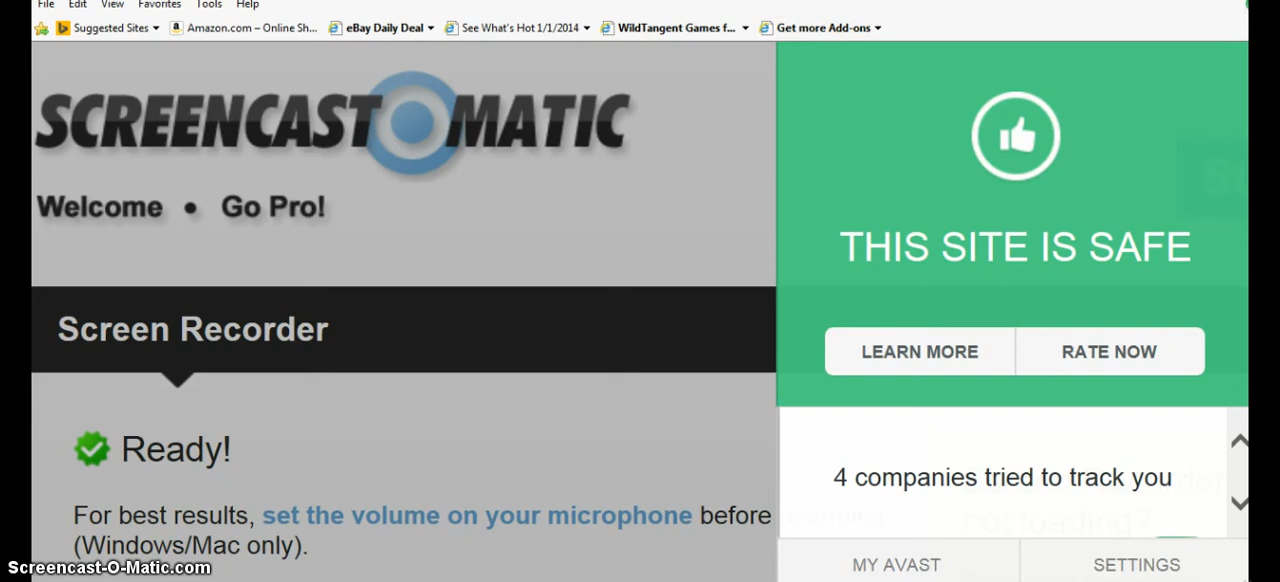 File Edit View Favorites Tools Help
Suggested Sites Amazon.com – Online Sh... eBay Daily Deal See What's Hot 1/1/2014 WildTangent Games f... Get more Add-ons
SCREENCAST O MATIC
Welcome • Go Pro!
THIS SITE IS SAFE
LEARN MORE RATE NOW
Screen Recorder
Ready!
For best results, set the volume on your microphone before
(Windows/Mac only).
4 companies tried to track you
not loading?
MY AVAST SETTINGS
Screencast-O-Matic.com